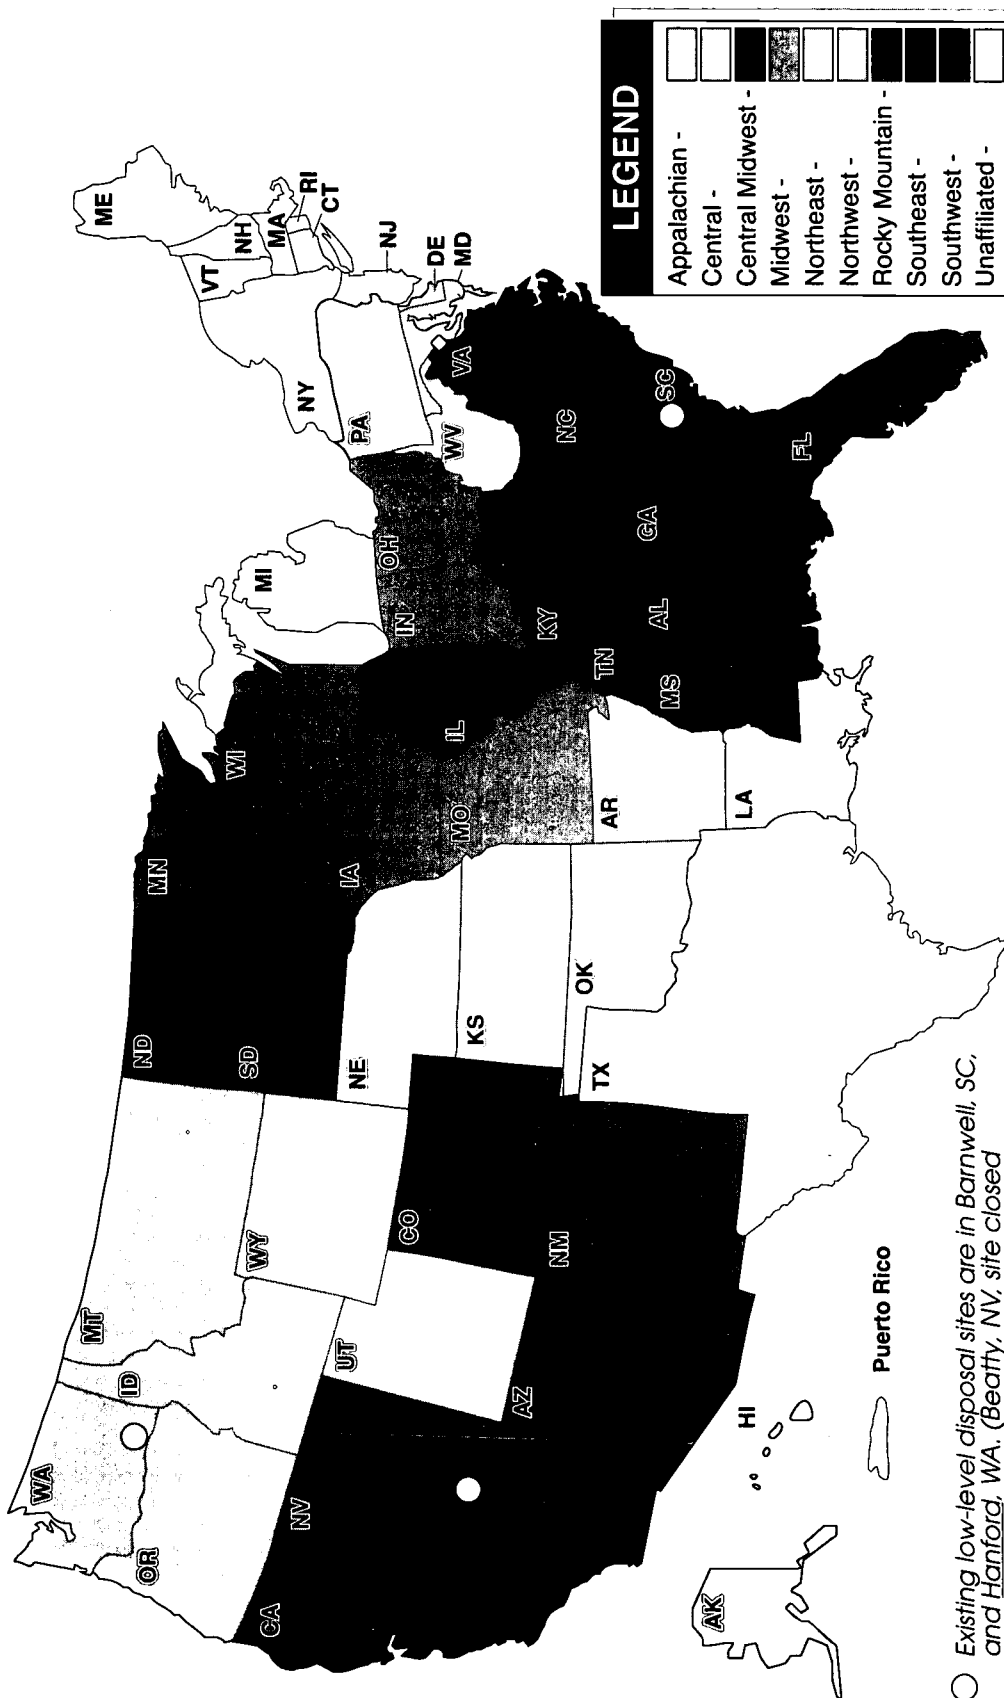 WA
MT
ID
OR
WY
UT
NV
CA
CO
AZ
NM
ND
SD
NE
KS
OK
TX
MN
IA
MO
AR
LA
WI
IL
MI
IN
OH
KY
TN
MS
AL
GA
FL
SC
NC
VA
WV
PA
NY
VT
NH
ME
MA
RI
CT
NJ
DE
MD
AK
HI
Puerto Rico
LEGEND
Appalachian -
Central -
Central Midwest -
Midwest -
Northeast -
Northwest -
Rocky Mountain -
Southeast -
Southwest -
Unaffiliated -
Existing low-level disposal sites are in Barnwell, SC,
and Hanford, WA. (Beatty, NV, site closed